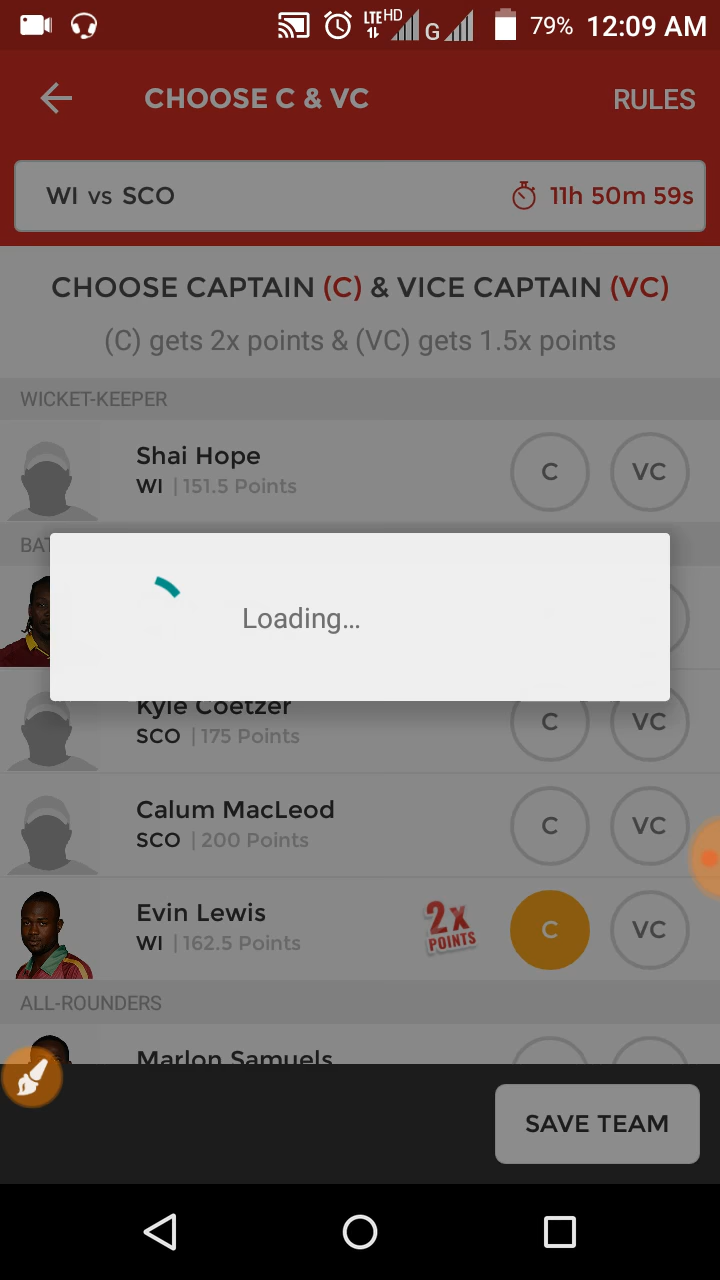 LTE HD G 79% 12:09 AM
CHOOSE C & VC RULES
WI vs SCO 11h 50m 59s
CHOOSE CAPTAIN (C) & VICE CAPTAIN (VC)
(C) gets 2x points & (VC) gets 1.5x points
WICKET-KEEPER
Shai Hope
WI | 151.5 Points
C VC
BAT
Loading...
Kyle Coetzer
SCO | 175 Points
C VC
Calum MacLeod
SCO | 200 Points
C VC
Evin Lewis
WI | 162.5 Points
2X
POINTS
C VC
ALL-ROUNDERS
Marlon Samuels
SAVE TEAM